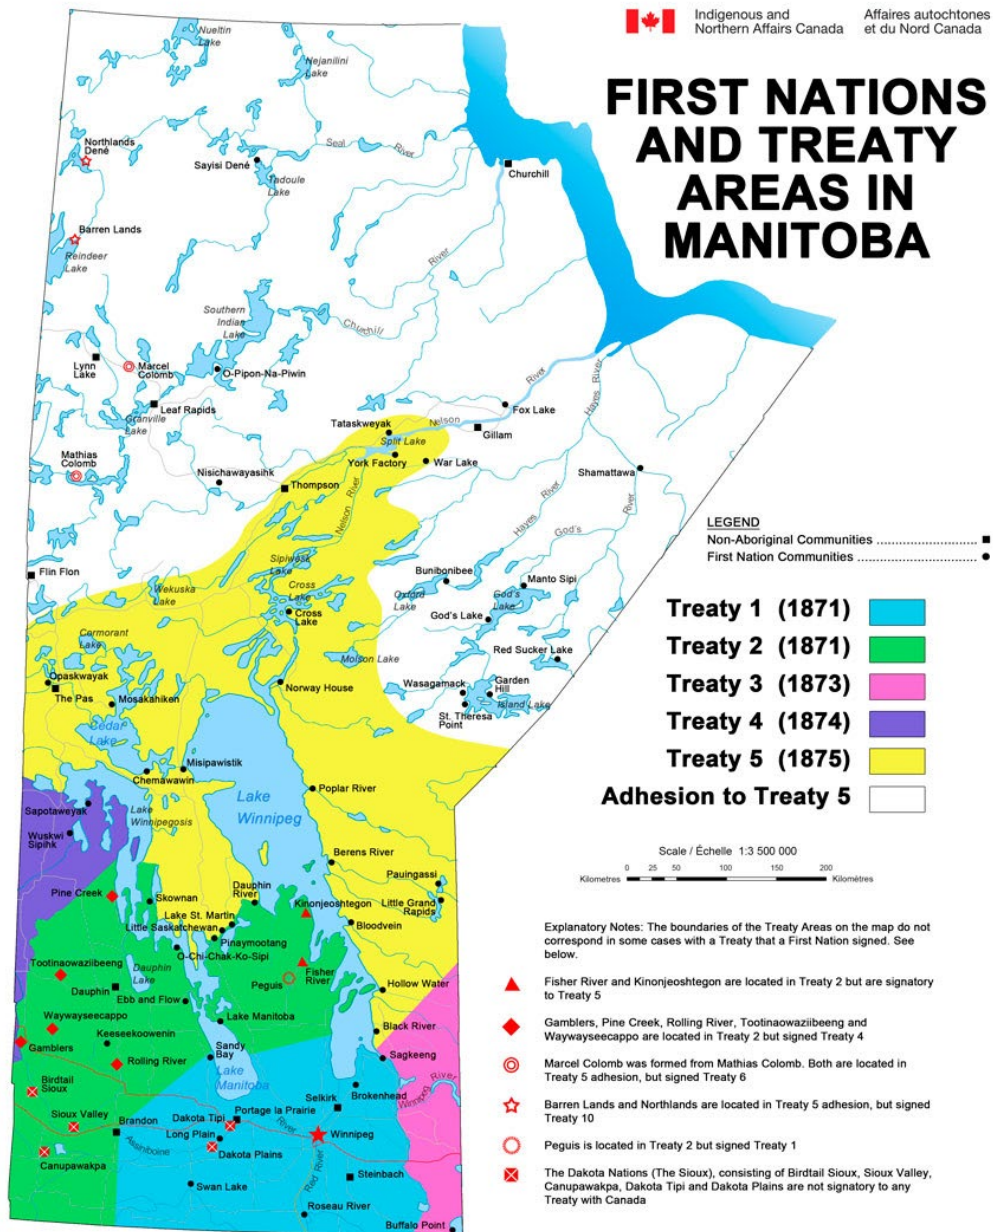 Indigenous and
Northern Affairs Canada
Affaires autochtones
et du Nord Canada
FIRST NATIONS
AND TREATY
AREAS IN
MANITOBA
Nueltin
Lake
Nejanilini
Lake
Northlands
Dené
Sayisi Dené
Tadoule
Lake
Seal
River
Churchill
Barren Lands
Reindeer
Lake
Southern
Indian
Lake
River
Churchill
Lynn
Lake
Marcel
Colomb
O-Pipon-Na-Piwin
Leaf Rapids
Granville
Lake
River
Hayes River
Fox Lake
Nelson
Gillam
Tataskweyak
Split Lake
York Factory
War Lake
Mathias
Colomb
Nisichawayasihk
Thompson
Nelson River
Shamattawa
Hayes River
God's
River
Flin Flon
Wekuska
Lake
Sipiwesk
Lake
Cross
Lake
Cross
Lake
Bunibonibee
Oxford
Lake
Manto Sipi
God's
Lake
God's Lake
Red Sucker Lake
Cormorant
Lake
Molson Lake
Opaskwayak
The Pas
Mosakahiken
Norway House
Wasagamack
Garden
Hill
St. Theresa
Point
Island Lake
Cedar
Lake
Misipawistik
Chemawawin
Lake
Winnipeg
Poplar River
Sapotaweyak
Lake
Winnipegosis
Wuskwi
Sipihk
Berens River
Pauingassi
Little Grand
Rapids
Pine Creek
Skownan
Dauphin
River
Kinonjeoshtegon
Bloodvein
Lake St. Martin
Little Saskatchewan
Pinaymootang
O-Chi-Chak-Ko-Sipi
Tootinaowaziibeeng
Dauphin
Lake
Dauphin
Ebb and Flow
Peguis
Fisher
River
Hollow Water
Waywayseecappo
Keeseekoowenin
Lake Manitoba
Black River
Gamblers
Rolling River
Sandy
Bay
Sagkeeng
Lake
Manitoba
Birdtail
Sioux
Selkirk
Brokenhead
Winnipeg River
Sioux Valley
Brandon
Dakota Tipi
Portage la Prairie
Long Plain
Dakota Plains
River
Winnipeg
Assiniboine
Canupawakpa
Red River
Steinbach
Swan Lake
Roseau River
Buffalo Point
LEGEND
Non-Aboriginal Communities
First Nation Communities
Treaty 1 (1871)
Treaty 2 (1871)
Treaty 3 (1873)
Treaty 4 (1874)
Treaty 5 (1875)
Adhesion to Treaty 5
Scale / Échelle 1:3 500 000
Kilometres 0 25 50 100 150 200 Kilomètres
Explanatory Notes: The boundaries of the Treaty Areas on the map do not
correspond in some cases with a Treaty that a First Nation signed. See
below.
Fisher River and Kinonjeoshtegon are located in Treaty 2 but are signatory
to Treaty 5
Gamblers, Pine Creek, Rolling River, Tootinaowaziibeeng and
Waywayseecappo are located in Treaty 2 but signed Treaty 4
Marcel Colomb was formed from Mathias Colomb. Both are located in
Treaty 5 adhesion, but signed Treaty 6
Barren Lands and Northlands are located in Treaty 5 adhesion, but signed
Treaty 10
Peguis is located in Treaty 2 but signed Treaty 1
The Dakota Nations (The Sioux), consisting of Birdtail Sioux, Sioux Valley,
Canupawakpa, Dakota Tipi and Dakota Plains are not signatory to any
Treaty with Canada